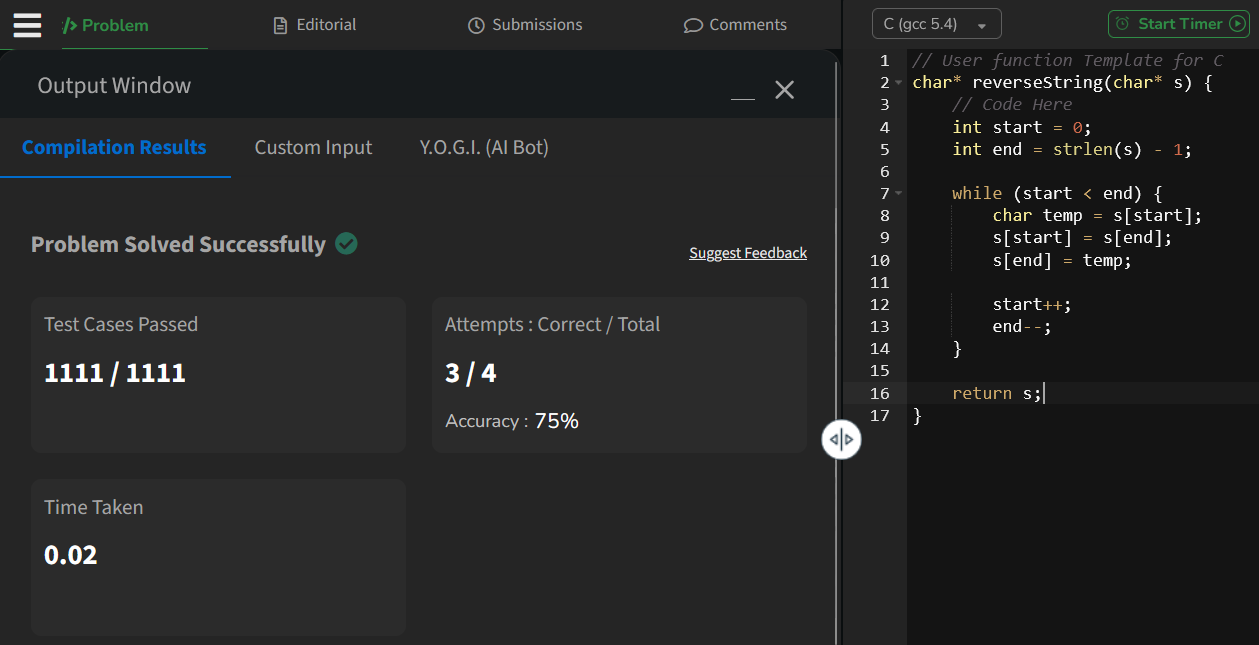 </> Problem
Editorial
Submissions
Comments
Output Window
Compilation Results
Custom Input
Y.O.G.I. (AI Bot)
Problem Solved Successfully
Suggest Feedback
Test Cases Passed
1111 / 1111
Attempts : Correct / Total
3 / 4
Accuracy : 75%
Time Taken
0.02
C (gcc 5.4)
Start Timer
1 // User function Template for C
2 char* reverseString(char* s) {
3     // Code Here
4     int start = 0;
5     int end = strlen(s) - 1;
6
7     while (start < end) {
8         char temp = s[start];
9         s[start] = s[end];
10         s[end] = temp;
11
12         start++;
13         end--;
14     }
15
16     return s;
17 }